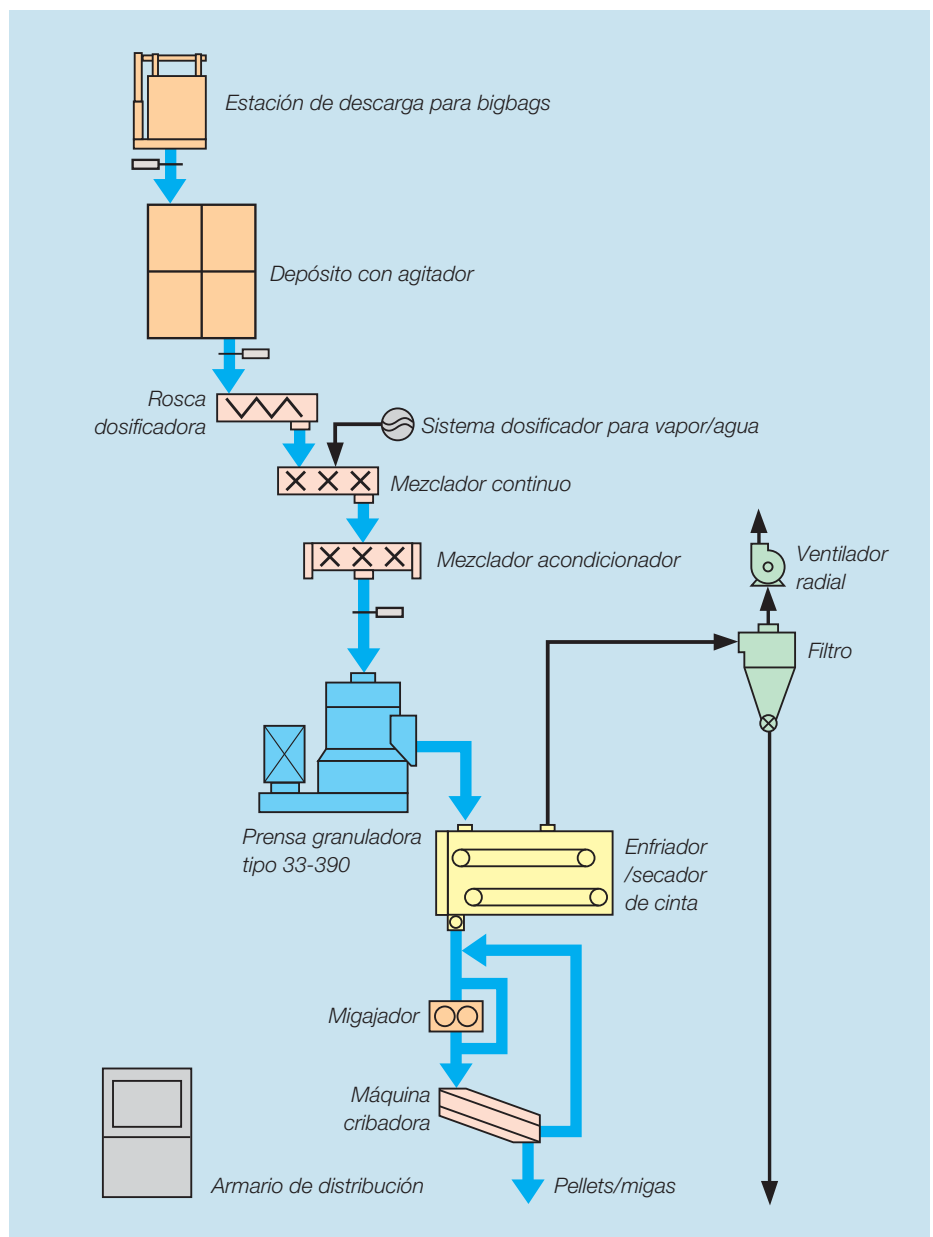 Estación de descarga para bigbags
Depósito con agitador
Rosca
dosificadora
Sistema dosificador para vapor/agua
Mezclador continuo
Mezclador acondicionador
Ventilador
radial
Filtro
Prensa granuladora
tipo 33-390
Enfriador
/secador
de cinta
Migajador
Máquina
cribadora
Armario de distribución
Pellets/migas